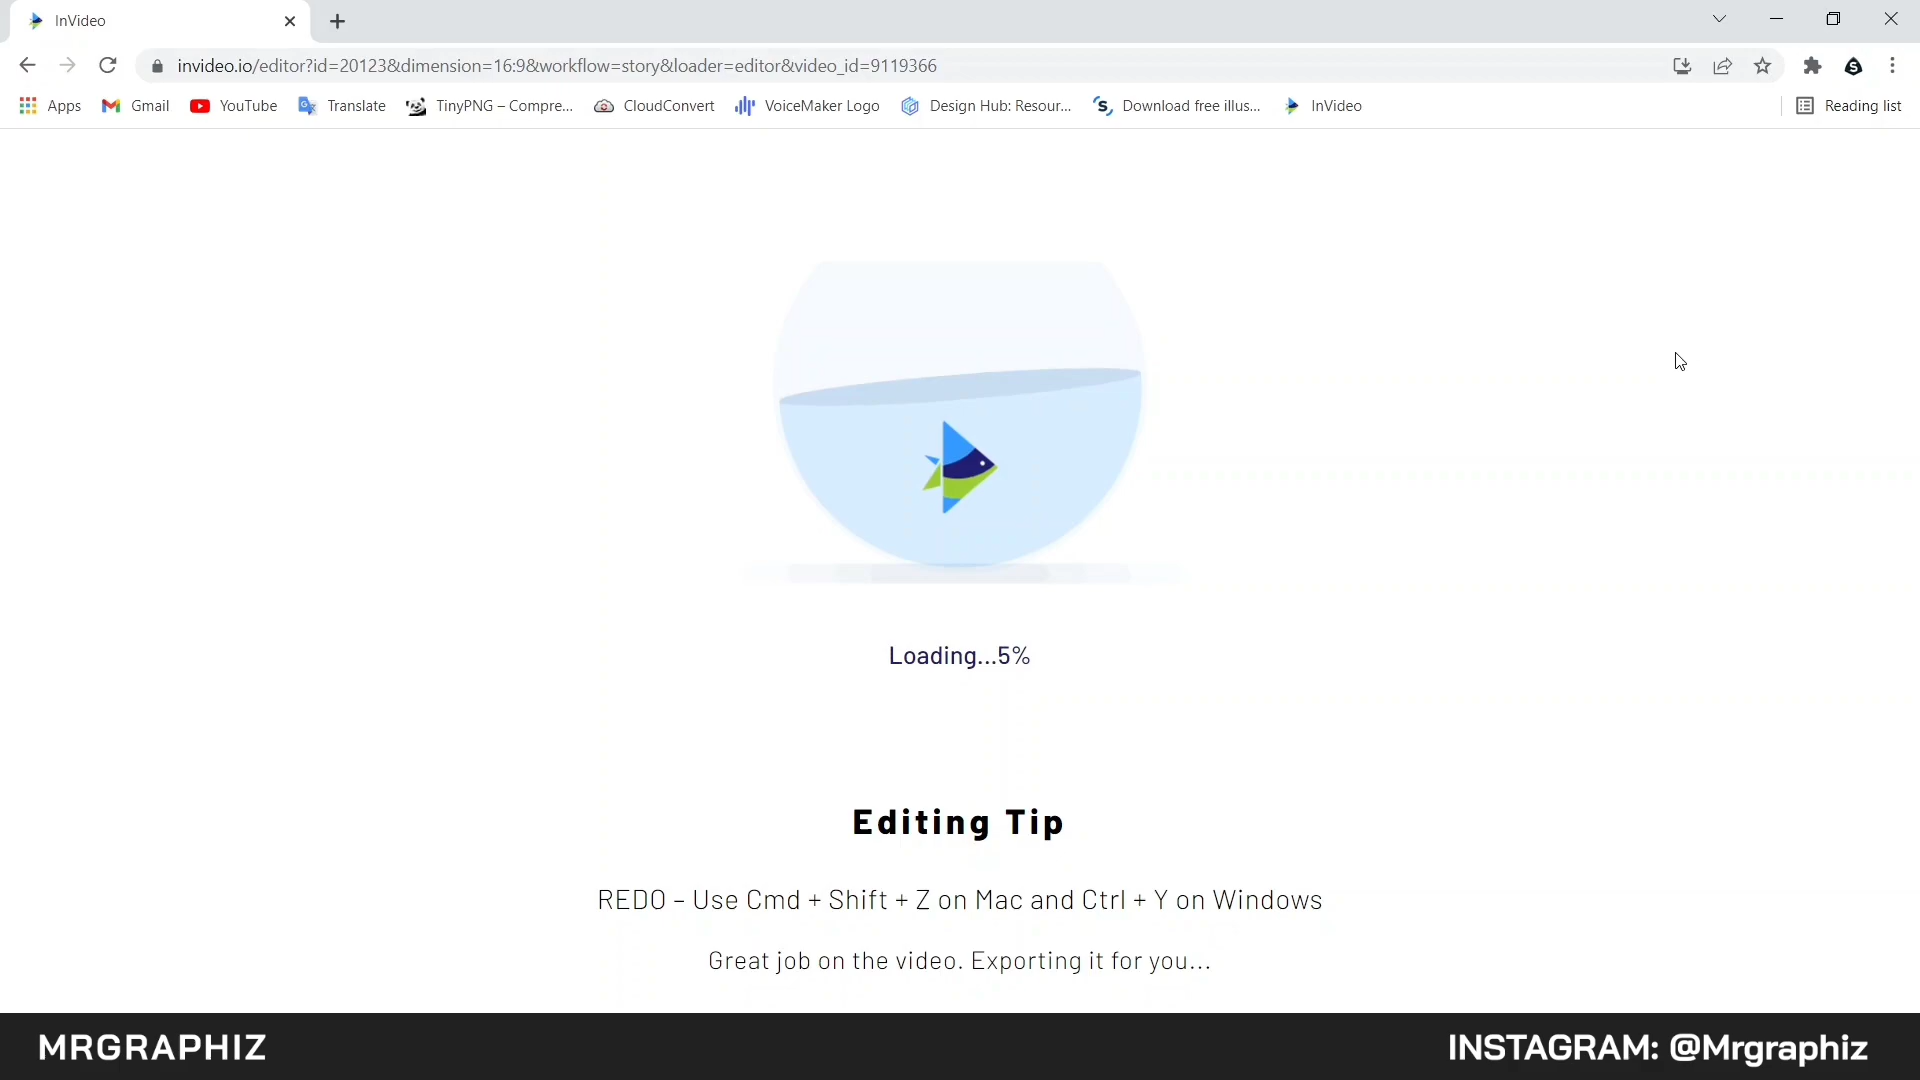 InVideo
invideo.io/editor?id=20123&dimension=16:9&workflow=story&loader=editor&video_id=9119366
Apps Gmail YouTube Translate TinyPNG – Compre... CloudConvert VoiceMaker Logo Design Hub: Resour... Download free illus... InVideo Reading list
Loading...5%
Editing Tip
REDO – Use Cmd + Shift + Z on Mac and Ctrl + Y on Windows
Great job on the video. Exporting it for you...
MRGRAPHIZ INSTAGRAM: @Mrgraphiz